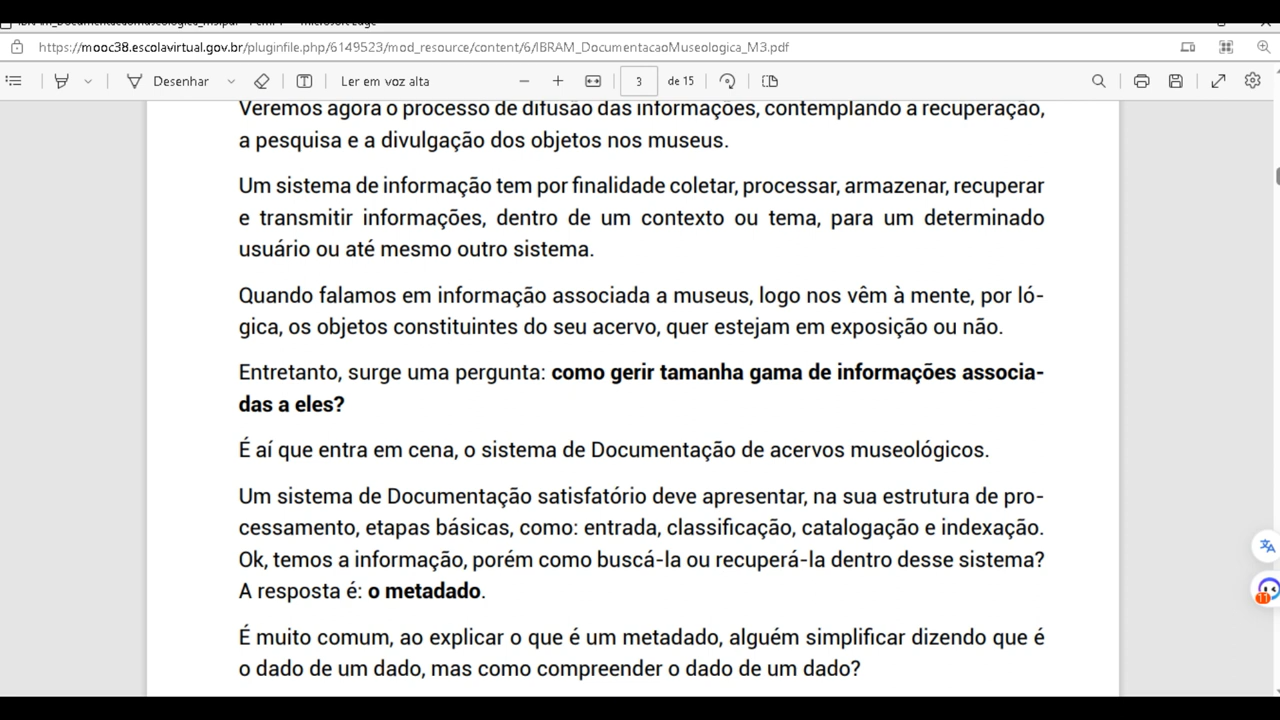 https://mooc38.escolavirtual.gov.br/pluginfile.php/6149523/mod_resource/content/6/IBRAM_DocumentacaoMuseologica_M3.pdf
Desenhar
Ler em voz alta
3 de 15
Veremos agora o processo de difusão das informações, contemplando a recuperação,
a pesquisa e a divulgação dos objetos nos museus.
Um sistema de informação tem por finalidade coletar, processar, armazenar, recuperar
e transmitir informações, dentro de um contexto ou tema, para um determinado
usuário ou até mesmo outro sistema.
Quando falamos em informação associada a museus, logo nos vêm à mente, por ló-
gica, os objetos constituintes do seu acervo, quer estejam em exposição ou não.
Entretanto, surge uma pergunta: como gerir tamanha gama de informações associa-
das a eles?
É aí que entra em cena, o sistema de Documentação de acervos museológicos.
Um sistema de Documentação satisfatório deve apresentar, na sua estrutura de pro-
cessamento, etapas básicas, como: entrada, classificação, catalogação e indexação.
Ok, temos a informação, porém como buscá-la ou recuperá-la dentro desse sistema?
A resposta é: o metadado.
É muito comum, ao explicar o que é um metadado, alguém simplificar dizendo que é
o dado de um dado, mas como compreender o dado de um dado?
11